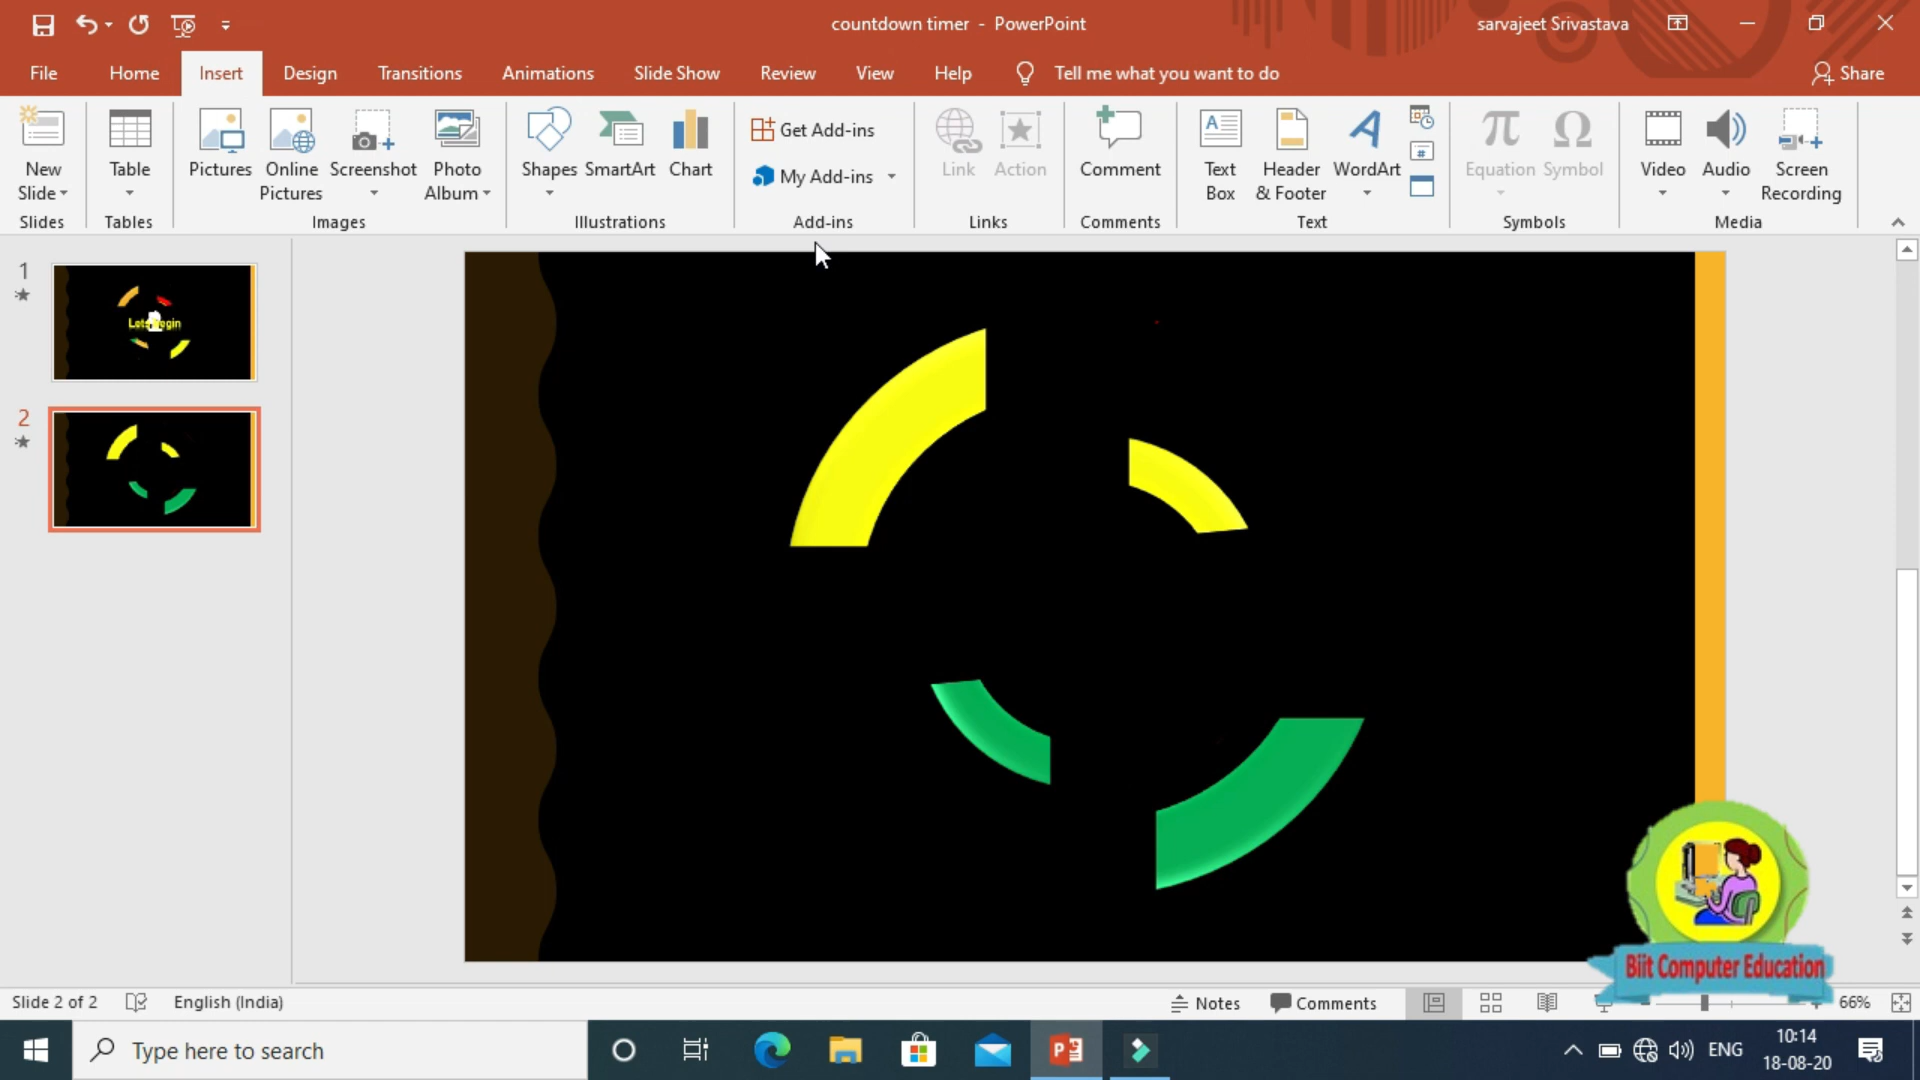 countdown timer - PowerPoint
sarvajeet Srivastava
File Home Insert Design Transitions Animations Slide Show Review View Help Tell me what you want to do Share
New Slide
Table
Pictures
Online Pictures
Screenshot
Photo Album
Shapes
SmartArt
Chart
Get Add-ins
My Add-ins
Link
Action
Comment
Text Box
Header & Footer
WordArt
Equation
Symbol
Video
Audio
Screen Recording
Slides Tables Images Illustrations Add-ins Links Comments Text Symbols Media
1
2
Biit Computer Education
Slide 2 of 2 English (India) Notes Comments 66%
Type here to search
ENG
10:14
18-08-20